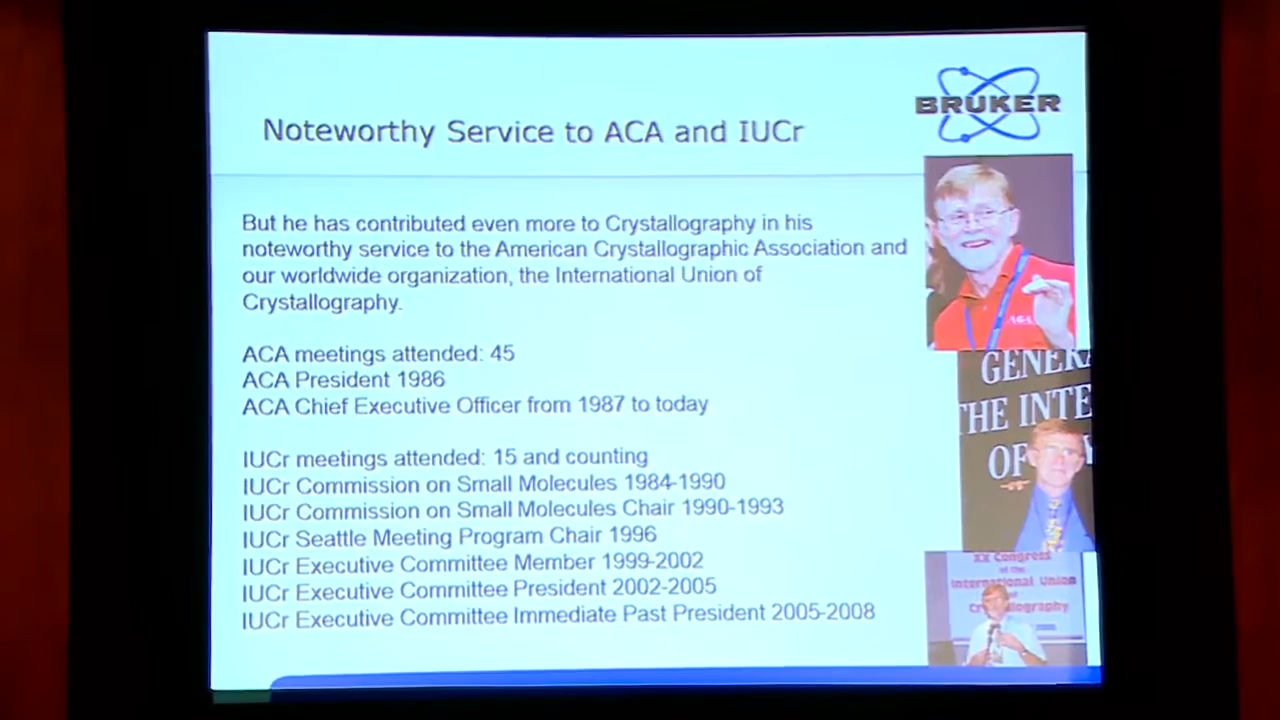 BRUKER
Noteworthy Service to ACA and IUCr
But he has contributed even more to Crystallography in his
noteworthy service to the American Crystallographic Association and
our worldwide organization, the International Union of
Crystallography.
ACA meetings attended: 45
ACA President 1986
ACA Chief Executive Officer from 1987 to today
IUCr meetings attended: 15 and counting
IUCr Commission on Small Molecules 1984-1990
IUCr Commission on Small Molecules Chair 1990-1993
IUCr Seattle Meeting Program Chair 1996
IUCr Executive Committee Member 1999-2002
IUCr Executive Committee President 2002-2005
IUCr Executive Committee Immediate Past President 2005-2008
ACA
GENERA
THE INTE
OF
XX Congress
of the
International Union
of
Crystallography
2005